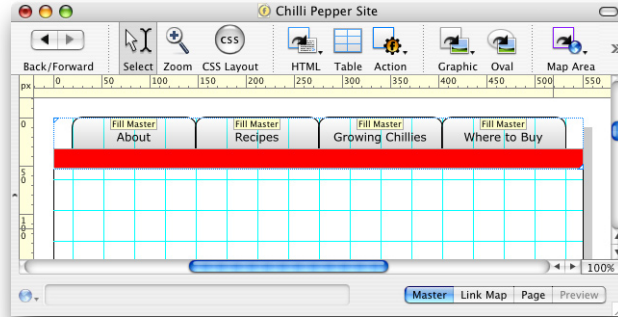 Chilli Pepper Site
Back/Forward Select Zoom CSS Layout HTML Table Action Graphic Oval Map Area
css
px 0 50 100 150 200 250 300 350 400 450 500 550
0
Fill Master Fill Master Fill Master Fill Master
About Recipes Growing Chillies Where to Buy
50
100
100%
Master Link Map Page Preview